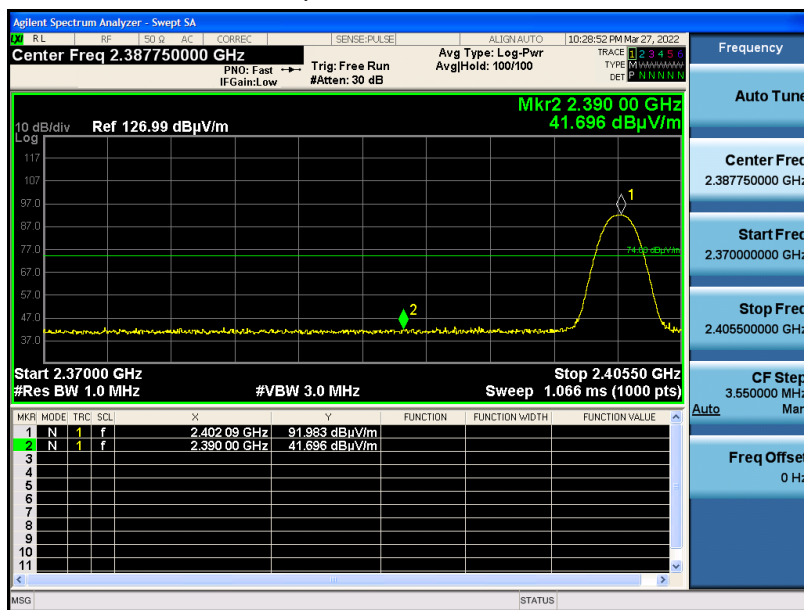 Agilent Spectrum Analyzer - Swept SA
LXI RL RF 50 Ω AC CORREC SENSE:PULSE ALIGN AUTO 10:28:52 PM Mar 27, 2022
Center Freq 2.387750000 GHz
PNO: Fast
IFGain:Low
Trig: Free Run
#Atten: 30 dB
Avg Type: Log-Pwr
Avg|Hold: 100/100
TRACE 1 2 3 4 5 6
TYPE M
DET P N N N N N
Mkr2 2.390 00 GHz
41.696 dBµV/m
10 dB/div Ref 126.99 dBµV/m
Log
117
107
97.0
87.0
77.0
67.0
57.0
47.0
37.0
1
74.00 dBµV/m
2
Start 2.37000 GHz Stop 2.40550 GHz
#Res BW 1.0 MHz #VBW 3.0 MHz Sweep 1.066 ms (1000 pts)
MKR MODE TRC SCL X Y FUNCTION FUNCTION WIDTH FUNCTION VALUE
1 N 1 f 2.402 09 GHz 91.983 dBµV/m
2 N 1 f 2.390 00 GHz 41.696 dBµV/m
3
4
5
6
7
8
9
10
11
MSG STATUS
Frequency
Auto Tune
Center Freq
2.387750000 GHz
Start Freq
2.370000000 GHz
Stop Freq
2.405500000 GHz
CF Step
3.550000 MHz
Auto Man
Freq Offset
0 Hz